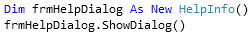 Dim frmHelpDialog As New HelpInfo()
frmHelpDialog.ShowDialog()